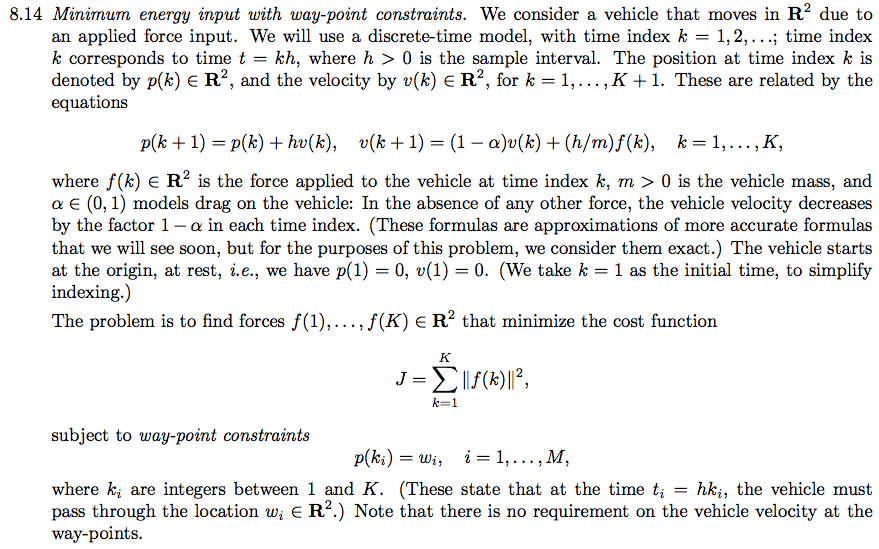 8.14 Minimum energy input with way-point constraints. We consider a vehicle that moves in R² due to
an applied force input. We will use a discrete-time model, with time index k = 1, 2, . . .; time index
k corresponds to time t = kh, where h > 0 is the sample interval. The position at time index k is
denoted by p(k) ∈ R², and the velocity by v(k) ∈ R², for k = 1, . . . , K + 1. These are related by the
equations
p(k + 1) = p(k) + hv(k), v(k + 1) = (1 − α)v(k) + (h/m)f(k), k = 1, . . . , K,
where f(k) ∈ R² is the force applied to the vehicle at time index k, m > 0 is the vehicle mass, and
α ∈ (0, 1) models drag on the vehicle: In the absence of any other force, the vehicle velocity decreases
by the factor 1 − α in each time index. (These formulas are approximations of more accurate formulas
that we will see soon, but for the purposes of this problem, we consider them exact.) The vehicle starts
at the origin, at rest, i.e., we have p(1) = 0, v(1) = 0. (We take k = 1 as the initial time, to simplify
indexing.)
The problem is to find forces f(1), . . . , f(K) ∈ R² that minimize the cost function
J = ∑_{k=1}^{K} ‖f(k)‖²,
subject to way-point constraints
p(kᵢ) = wᵢ, i = 1, . . . , M,
where kᵢ are integers between 1 and K. (These state that at the time tᵢ = hkᵢ, the vehicle must
pass through the location wᵢ ∈ R².) Note that there is no requirement on the vehicle velocity at the
way-points.